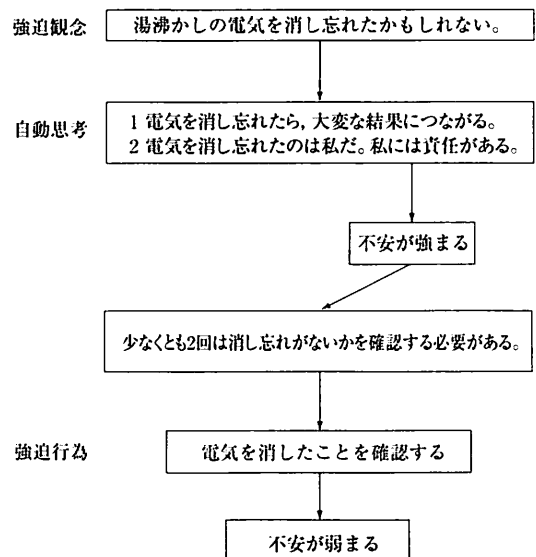 強迫観念
湯沸かしの電気を消し忘れたかもしれない。
自動思考
1 電気を消し忘れたら, 大変な結果につながる。
2 電気を消し忘れたのは私だ。私には責任がある。
不安が強まる
少なくとも2回は消し忘れがないかを確認する必要がある。
強迫行為
電気を消したことを確認する
不安が弱まる